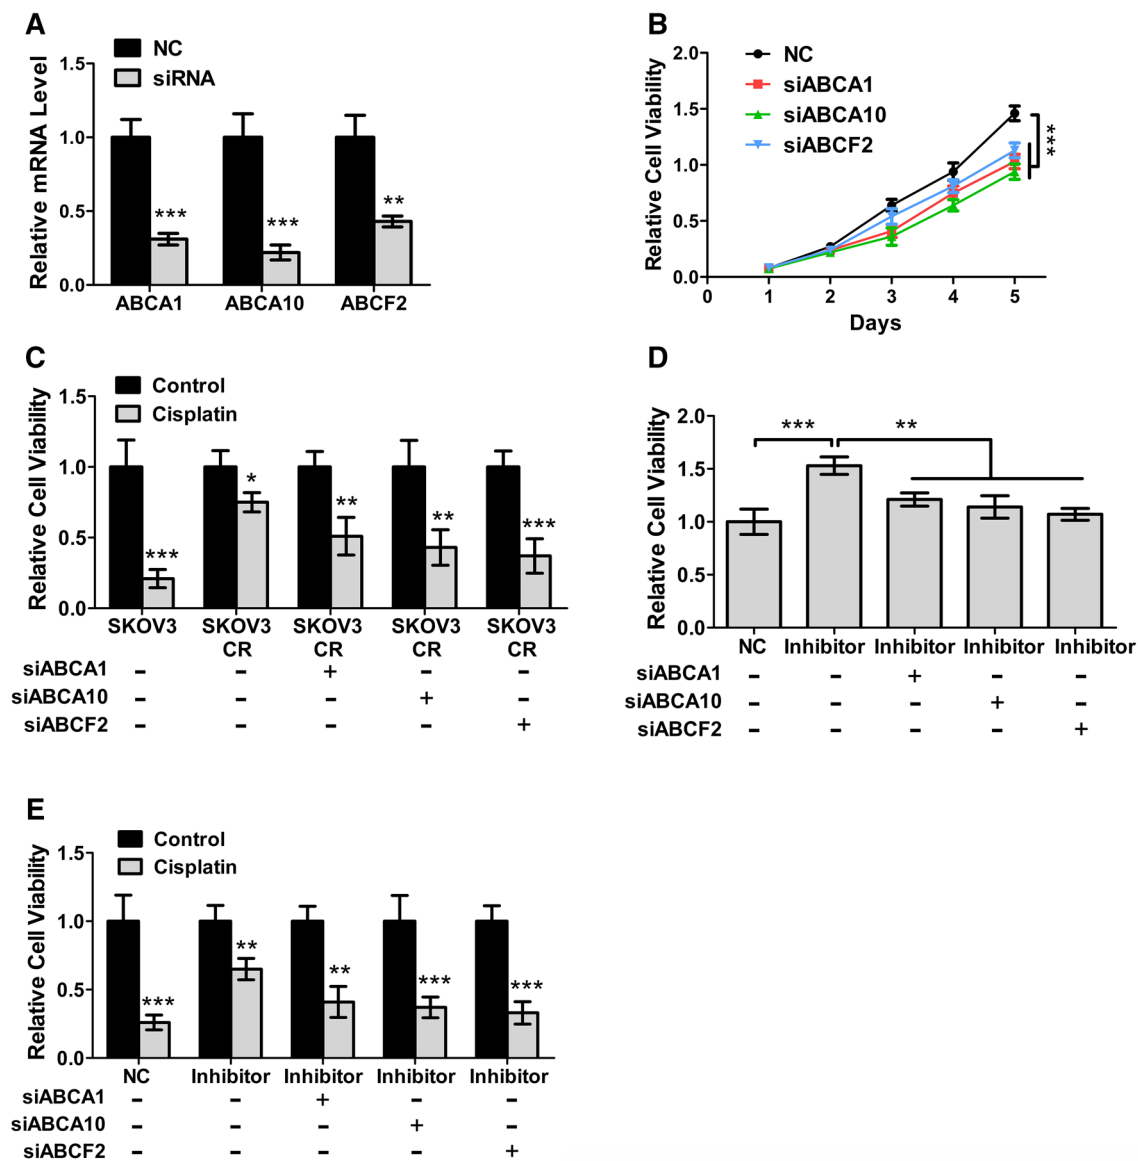 A
NC
siRNA
Relative mRNA Level
1.5
1.0
0.5
0.0
*** *** **
ABCA1 ABCA10 ABCF2
B
NC
siABCA1
siABCA10
siABCF2
Relative Cell Viability
2.0
1.5
1.0
0.5
0.0
***
0 1 2 3 4 5
Days
C
Control
Cisplatin
Relative Cell Viability
1.5
1.0
0.5
0.0
*** * ** ** ***
SKOV3 SKOV3 SKOV3 SKOV3 SKOV3
CR CR CR CR
siABCA1 - - + - -
siABCA10 - - - + -
siABCF2 - - - - +
D
Relative Cell Viability
2.0
1.5
1.0
0.5
0.0
*** **
NC Inhibitor Inhibitor Inhibitor Inhibitor
siABCA1 - - + - -
siABCA10 - - - + -
siABCF2 - - - - +
E
Control
Cisplatin
Relative Cell Viability
1.5
1.0
0.5
0.0
*** ** ** *** ***
NC Inhibitor Inhibitor Inhibitor Inhibitor
siABCA1 - - + - -
siABCA10 - - - + -
siABCF2 - - - - +